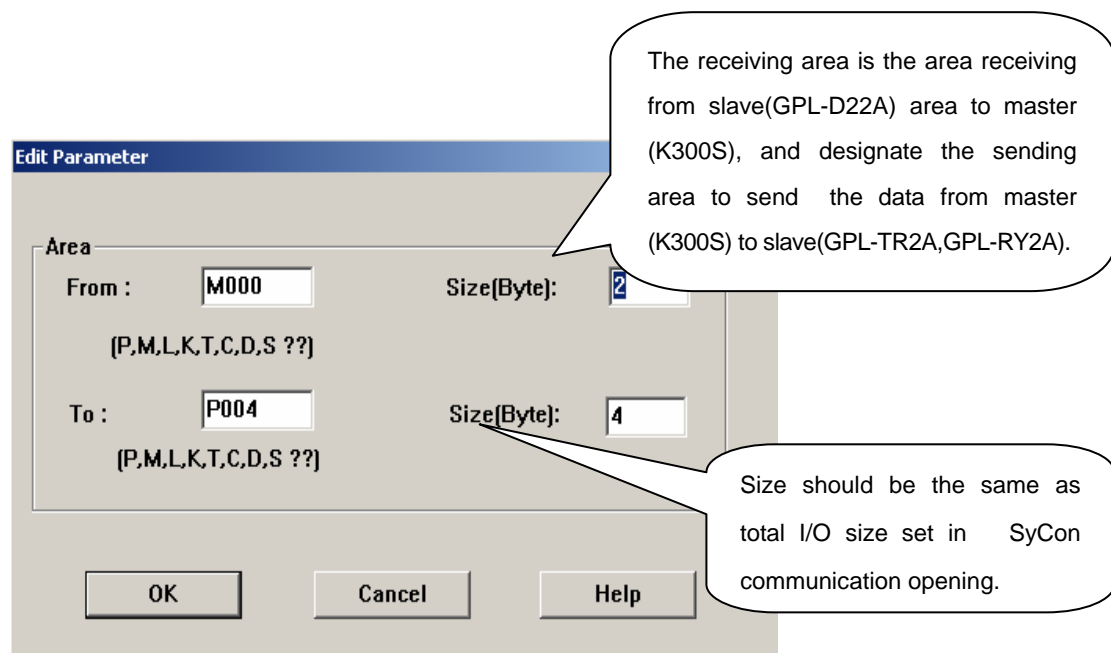 The receiving area is the area receiving
from slave(GPL-D22A) area to master
(K300S), and designate the sending
area to send the data from master
(K300S) to slave(GPL-TR2A,GPL-RY2A).
Edit Parameter
Area
From : M000 Size(Byte): 2
(P,M,L,K,T,C,D,S ??)
To : P004 Size(Byte): 4
(P,M,L,K,T,C,D,S ??)
Size should be the same as
total I/O size set in SyCon
communication opening.
OK Cancel Help